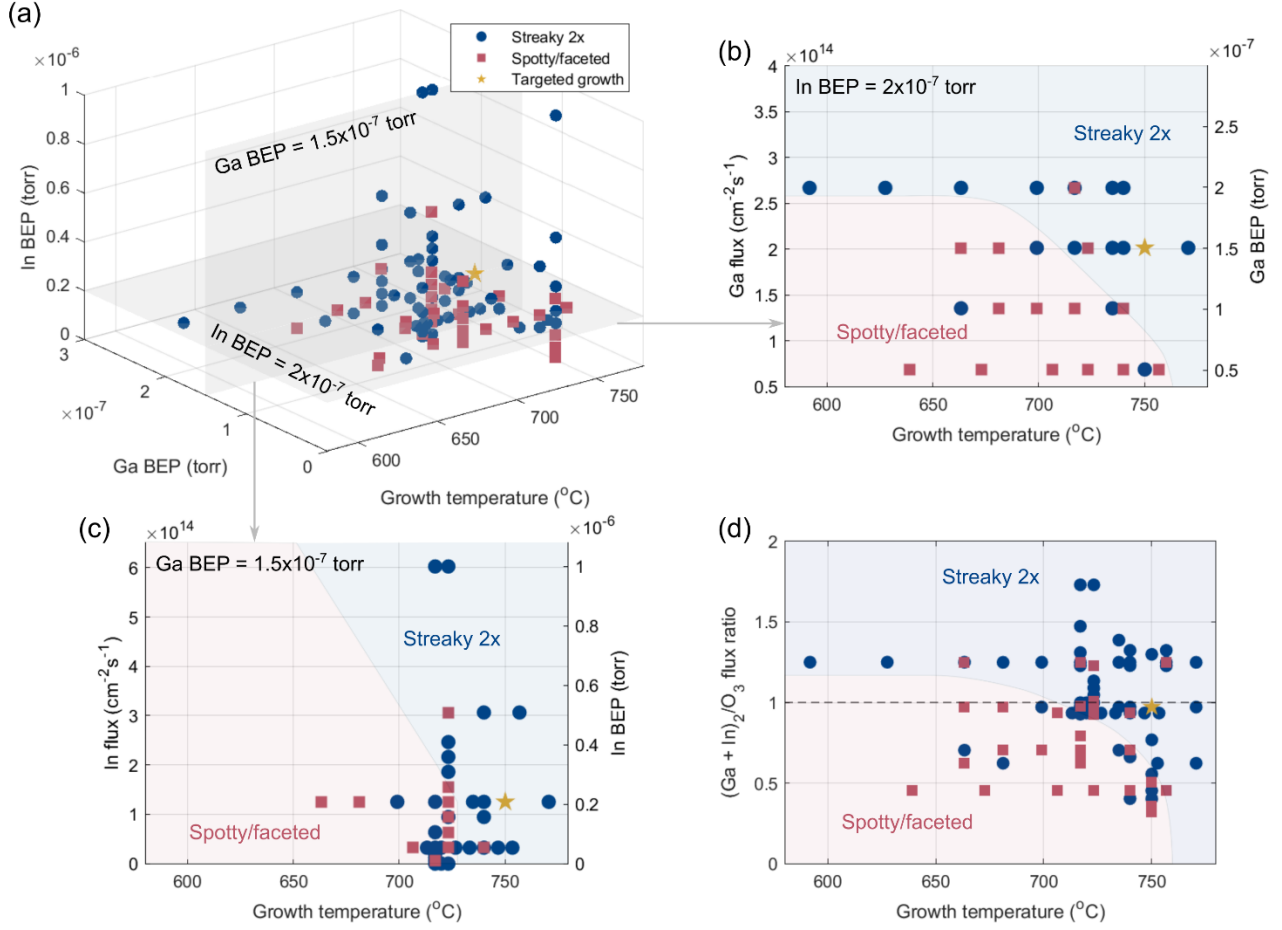 (a)
×10⁻⁶
1
0.8
0.6
0.4
0.2
0
In BEP (torr)
3
2
1
0
×10⁻⁷
Ga BEP (torr)
600
650
700
750
Growth temperature (°C)
Ga BEP = 1.5x10⁻⁷ torr
In BEP = 2x10⁻⁷ torr
Streaky 2x
Spotty/faceted
Targeted growth
(b)
×10¹⁴
×10⁻⁷
In BEP = 2x10⁻⁷ torr
Streaky 2x
Spotty/faceted
4
3.5
3
2.5
2
1.5
1
0.5
Ga flux (cm⁻²s⁻¹)
2.5
2
1.5
1
0.5
Ga BEP (torr)
600
650
700
750
Growth temperature (°C)
(c)
×10¹⁴
×10⁻⁶
Ga BEP = 1.5x10⁻⁷ torr
Streaky 2x
Spotty/faceted
6
5
4
3
2
1
0
In flux (cm⁻²s⁻¹)
1
0.8
0.6
0.4
0.2
0
In BEP (torr)
600
650
700
750
Growth temperature (°C)
(d)
Streaky 2x
Spotty/faceted
2
1.5
1
0.5
0
(Ga + In)₂/O₃ flux ratio
600
650
700
750
Growth temperature (°C)